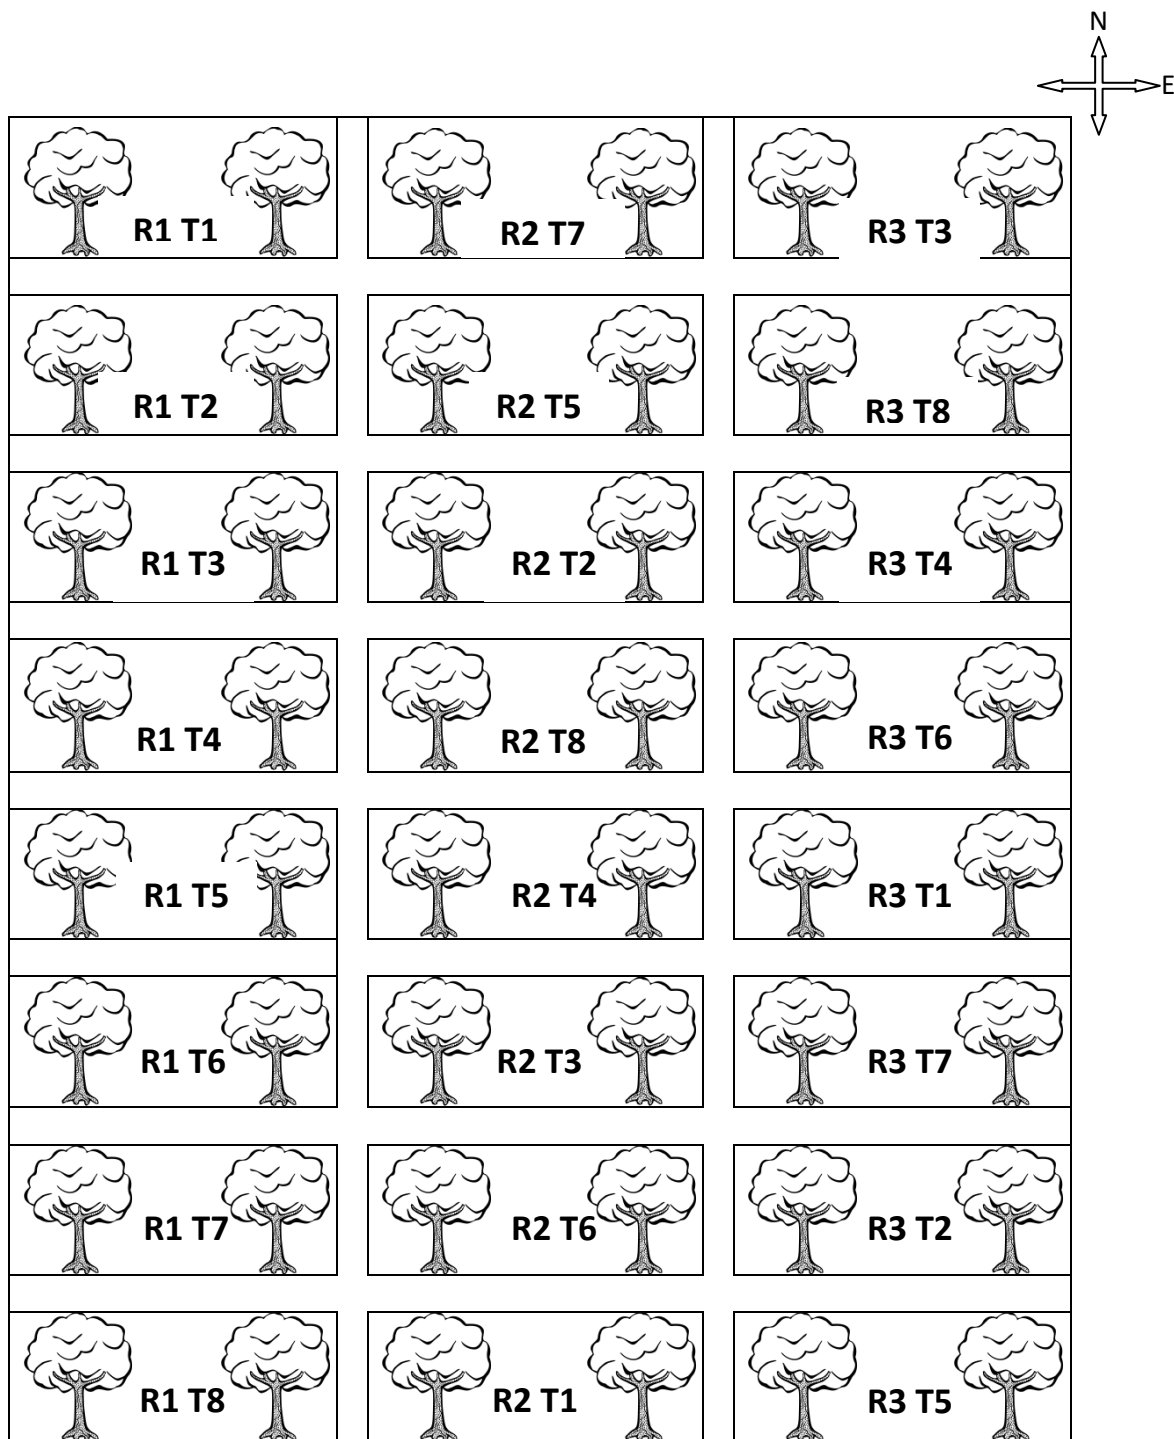 N
E
R1 T1
R2 T7
R3 T3
R1 T2
R2 T5
R3 T8
R1 T3
R2 T2
R3 T4
R1 T4
R2 T8
R3 T6
R1 T5
R2 T4
R3 T1
R1 T6
R2 T3
R3 T7
R1 T7
R2 T6
R3 T2
R1 T8
R2 T1
R3 T5